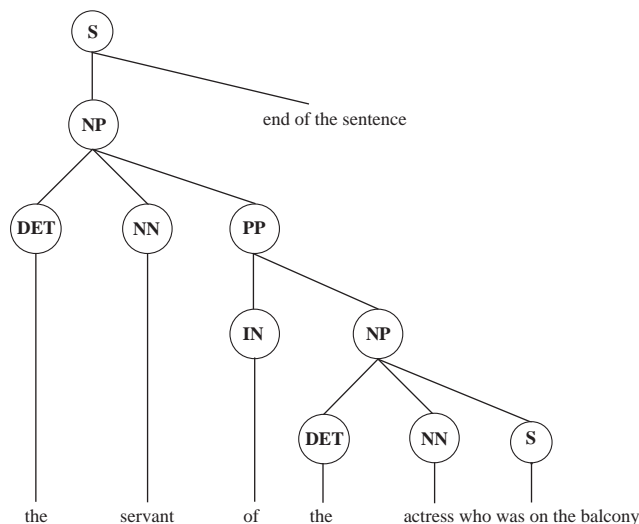 S
end of the sentence
NP
DET NN PP
IN NP
DET NN S
the servant of the actress who was on the balcony